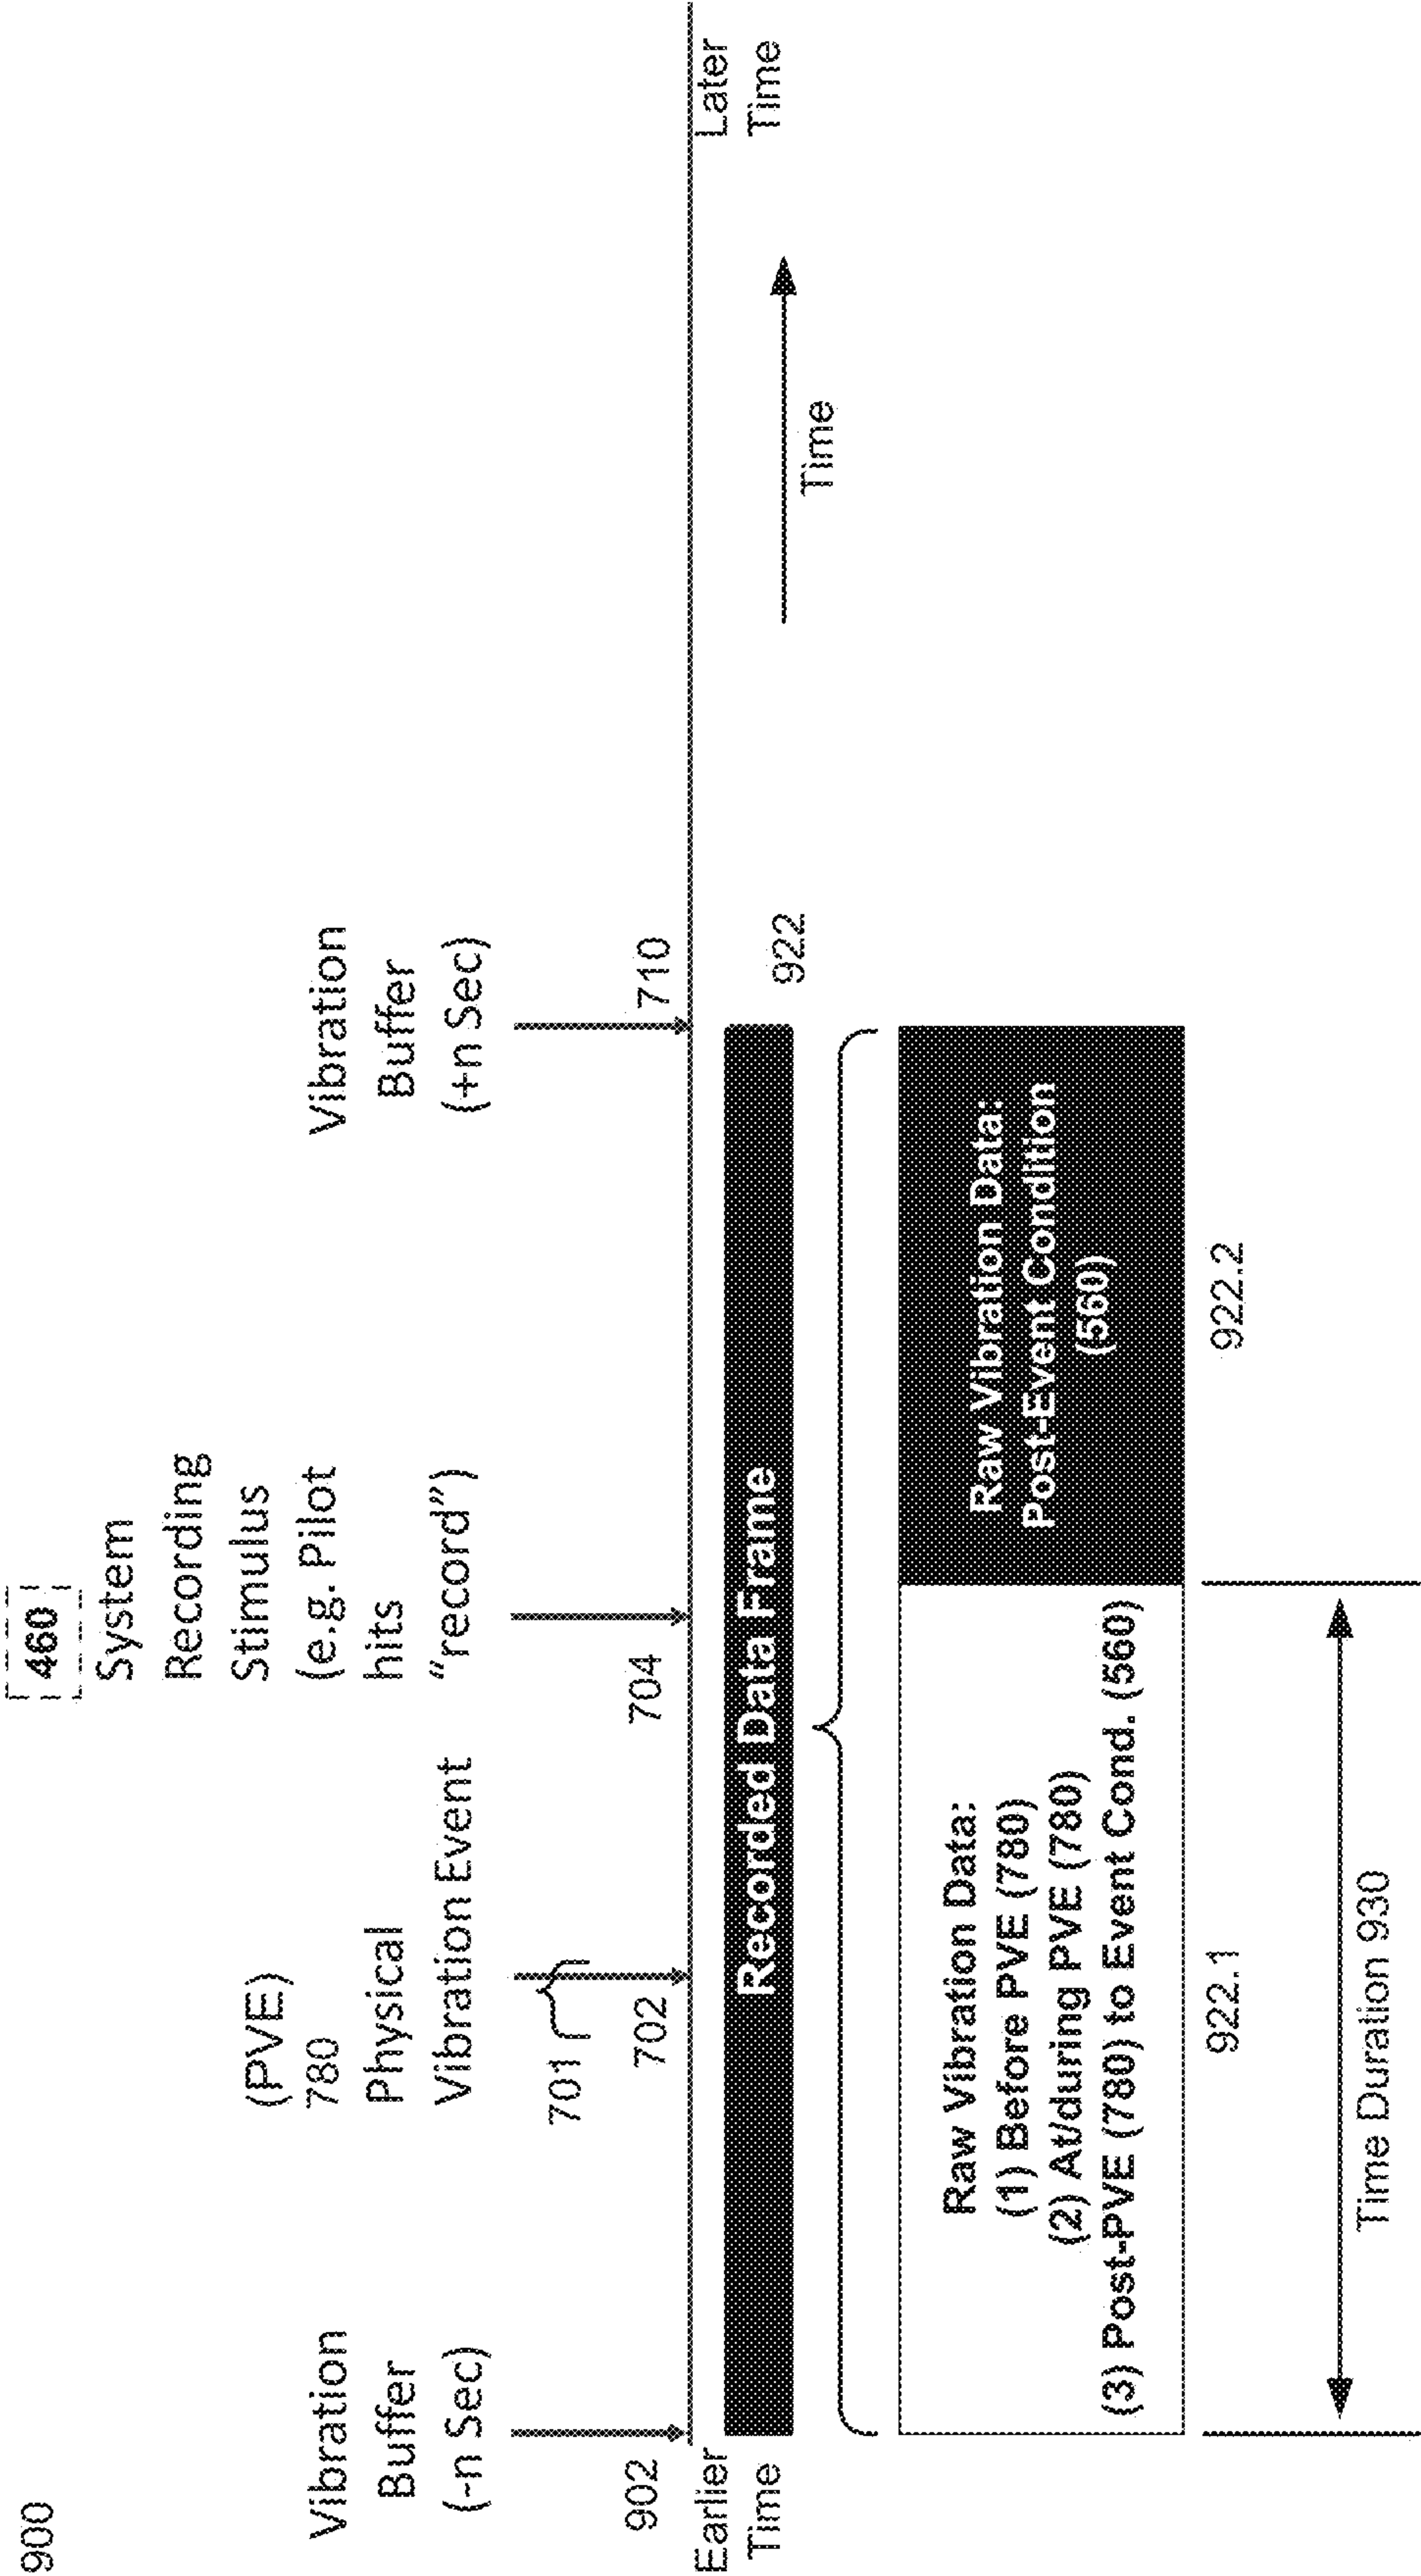 900
460
System
Recording
Stimulus
(e.g. Pilot
hits
“record”)
(PVE)
780
Physical
Vibration Event
Vibration
Buffer
(-n Sec)
Vibration
Buffer
(+n Sec)
701
902
702
704
710
Earlier
Time
Later
Time
Recorded Data Frame
922
Time
Raw Vibration Data:
(1) Before PVE (780)
(2) At/during PVE (780)
(3) Post-PVE (780) to Event Cond. (560)
Raw Vibration Data:
Post-Event Condition
(560)
922.1
922.2
Time Duration 930